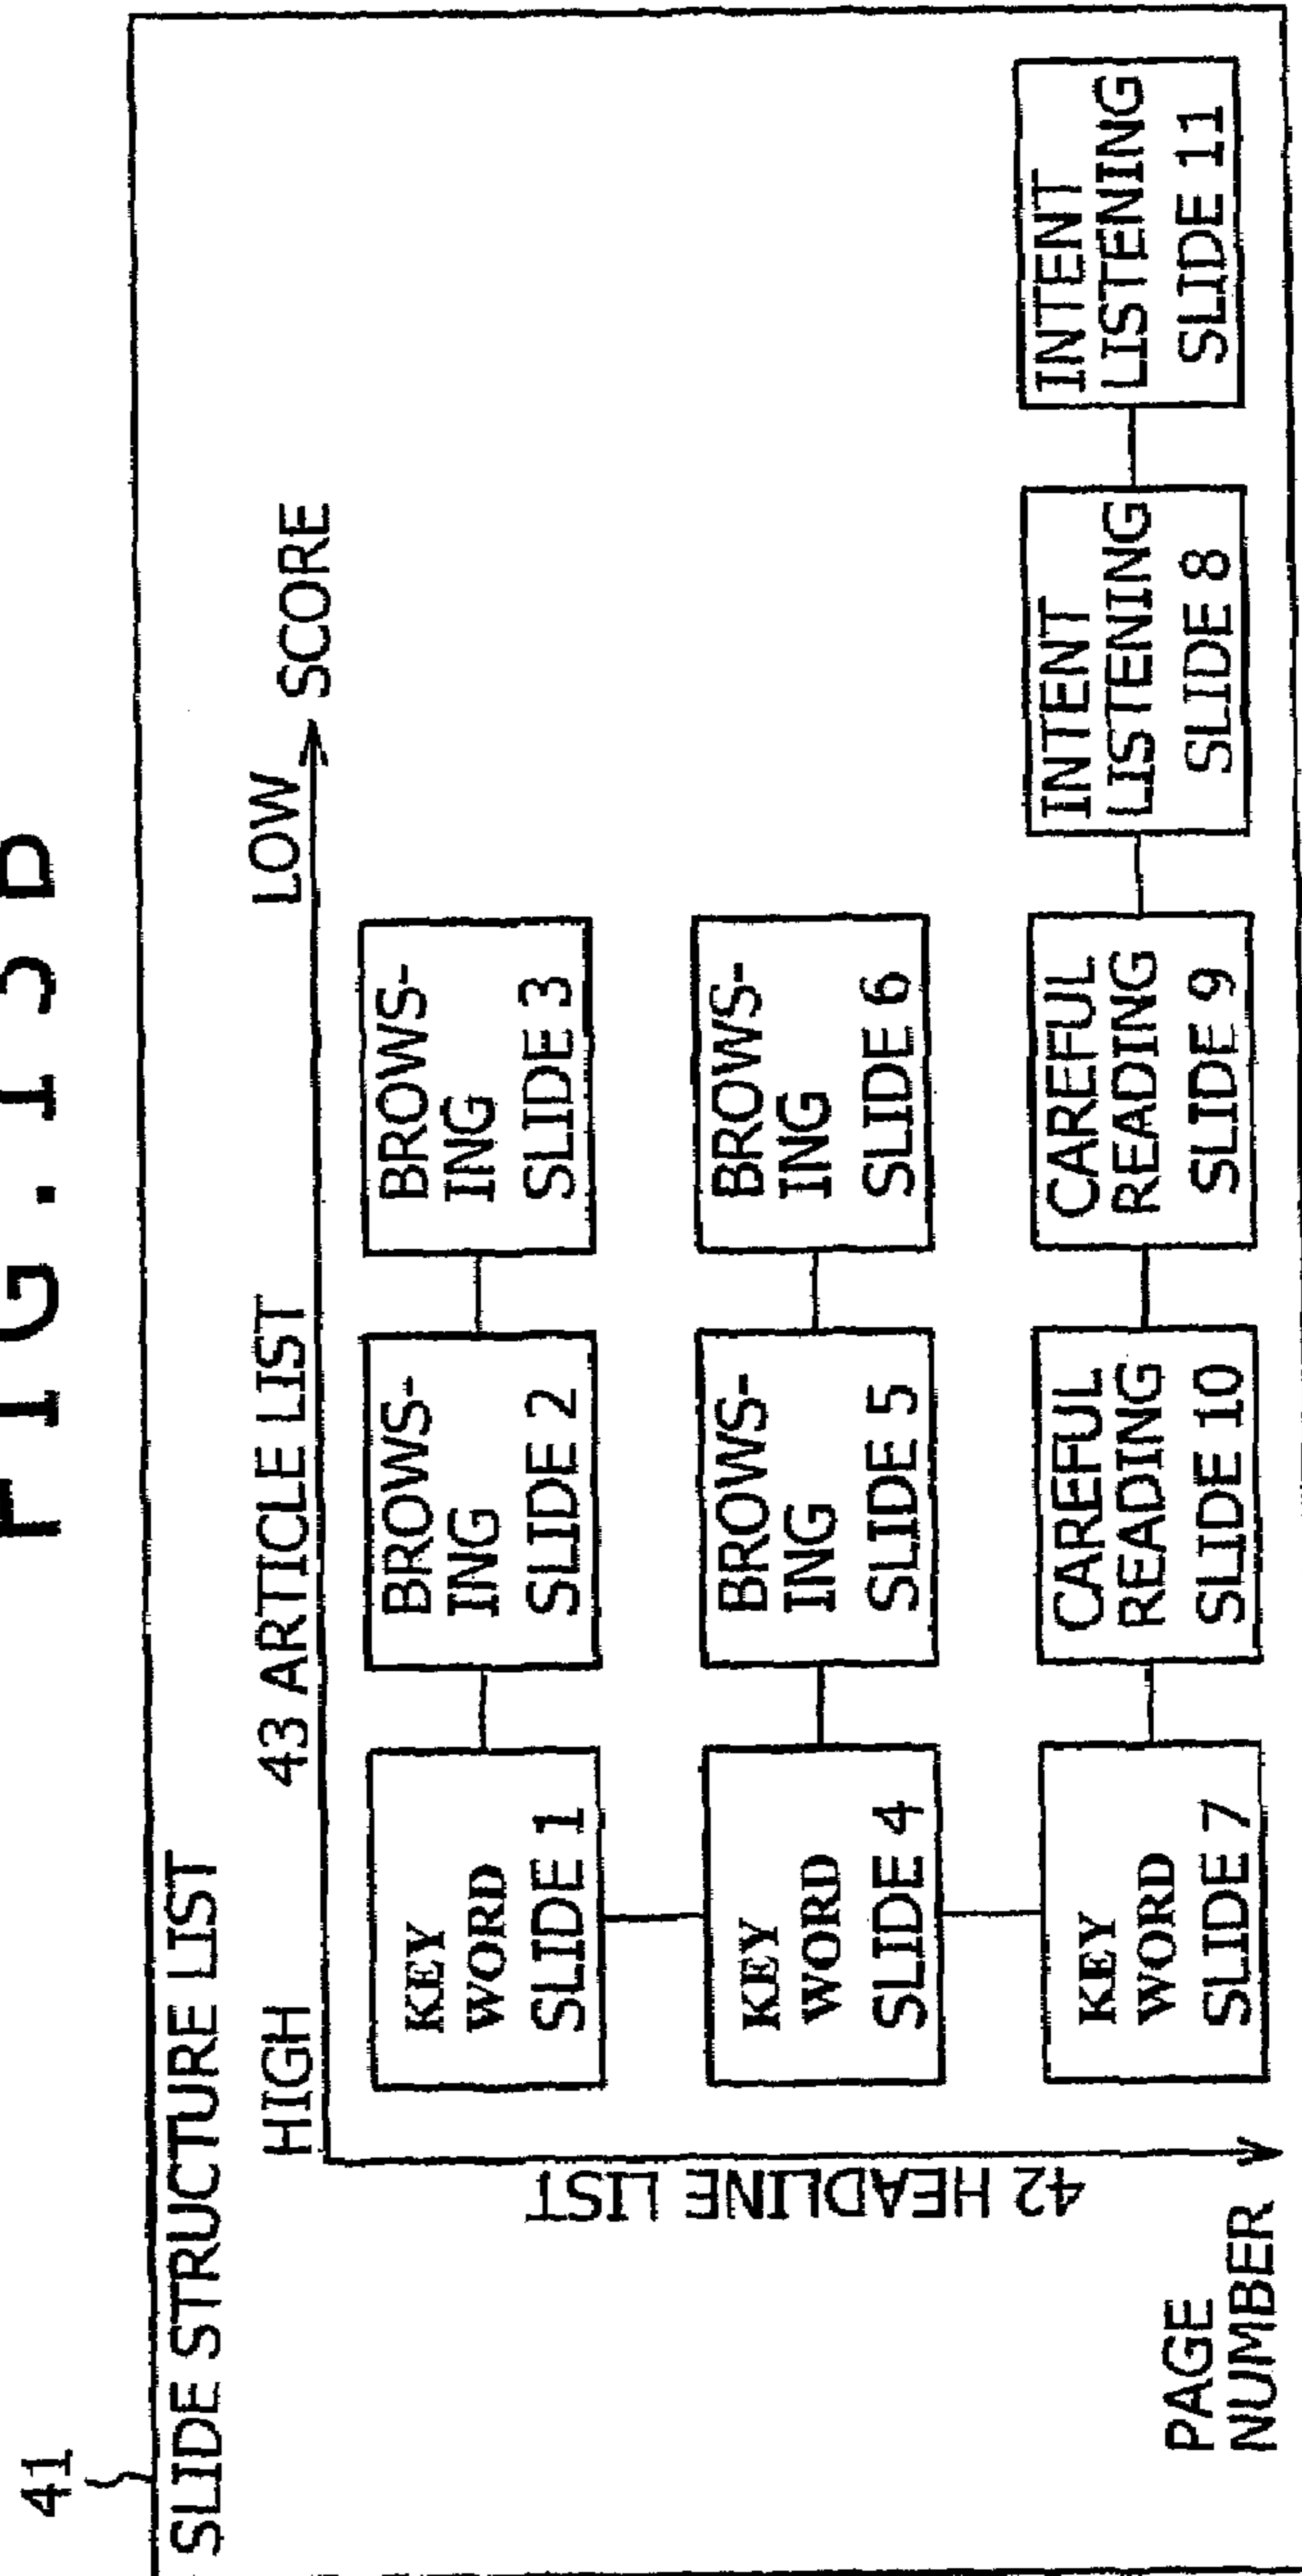 FIG. 13B
41
SLIDE STRUCTURE LIST
HIGH
43 ARTICLE LIST
LOW
SCORE
42 HEADLINE LIST
PAGE
NUMBER
KEY
WORD
SLIDE 1
BROWS-
ING
SLIDE 2
BROWS-
ING
SLIDE 3
KEY
WORD
SLIDE 4
BROWS-
ING
SLIDE 5
BROWS-
ING
SLIDE 6
KEY
WORD
SLIDE 7
CAREFUL
READING
SLIDE 10
CAREFUL
READING
SLIDE 9
INTENT
LISTENING
SLIDE 8
INTENT
LISTENING
SLIDE 11